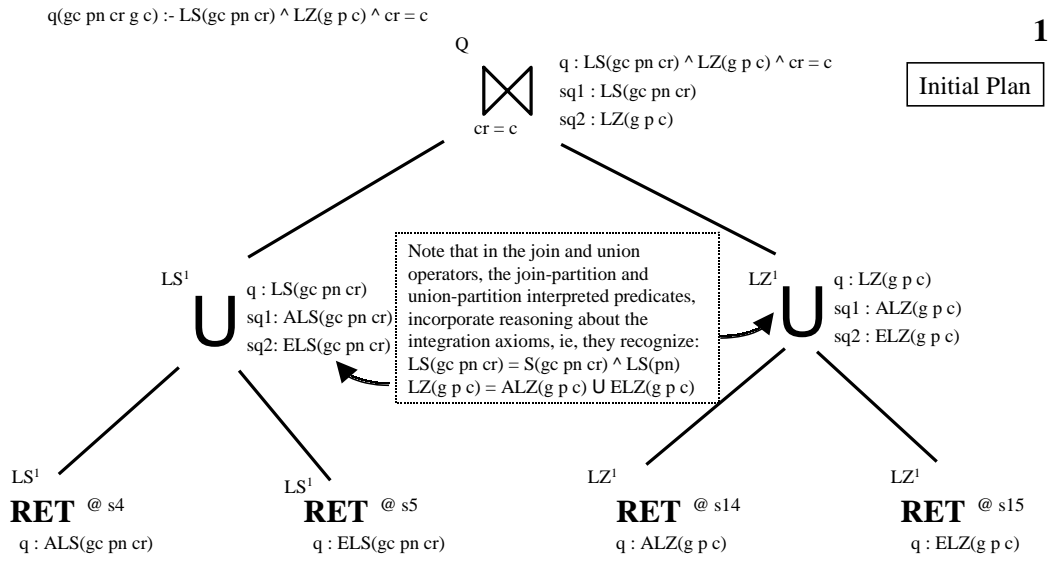 q(gc pn cr g c) :- LS(gc pn cr) ^ LZ(g p c) ^ cr = c
1
Initial Plan
Q
cr = c
q : LS(gc pn cr) ^ LZ(g p c) ^ cr = c
sq1 : LS(gc pn cr)
sq2 : LZ(g p c)
LS¹
U
q : LS(gc pn cr)
sq1: ALS(gc pn cr)
sq2: ELS(gc pn cr)
Note that in the join and union
operators, the join-partition and
union-partition interpreted predicates,
incorporate reasoning about the
integration axioms, ie, they recognize:
LS(gc pn cr) = S(gc pn cr) ^ LS(pn)
LZ(g p c) = ALZ(g p c) U ELZ(g p c)
LZ¹
U
q : LZ(g p c)
sq1 : ALZ(g p c)
sq2 : ELZ(g p c)
LS¹
RET @ s4
q : ALS(gc pn cr)
LS¹
RET @ s5
q : ELS(gc pn cr)
LZ¹
RET @ s14
q : ALZ(g p c)
LZ¹
RET @ s15
q : ELZ(g p c)